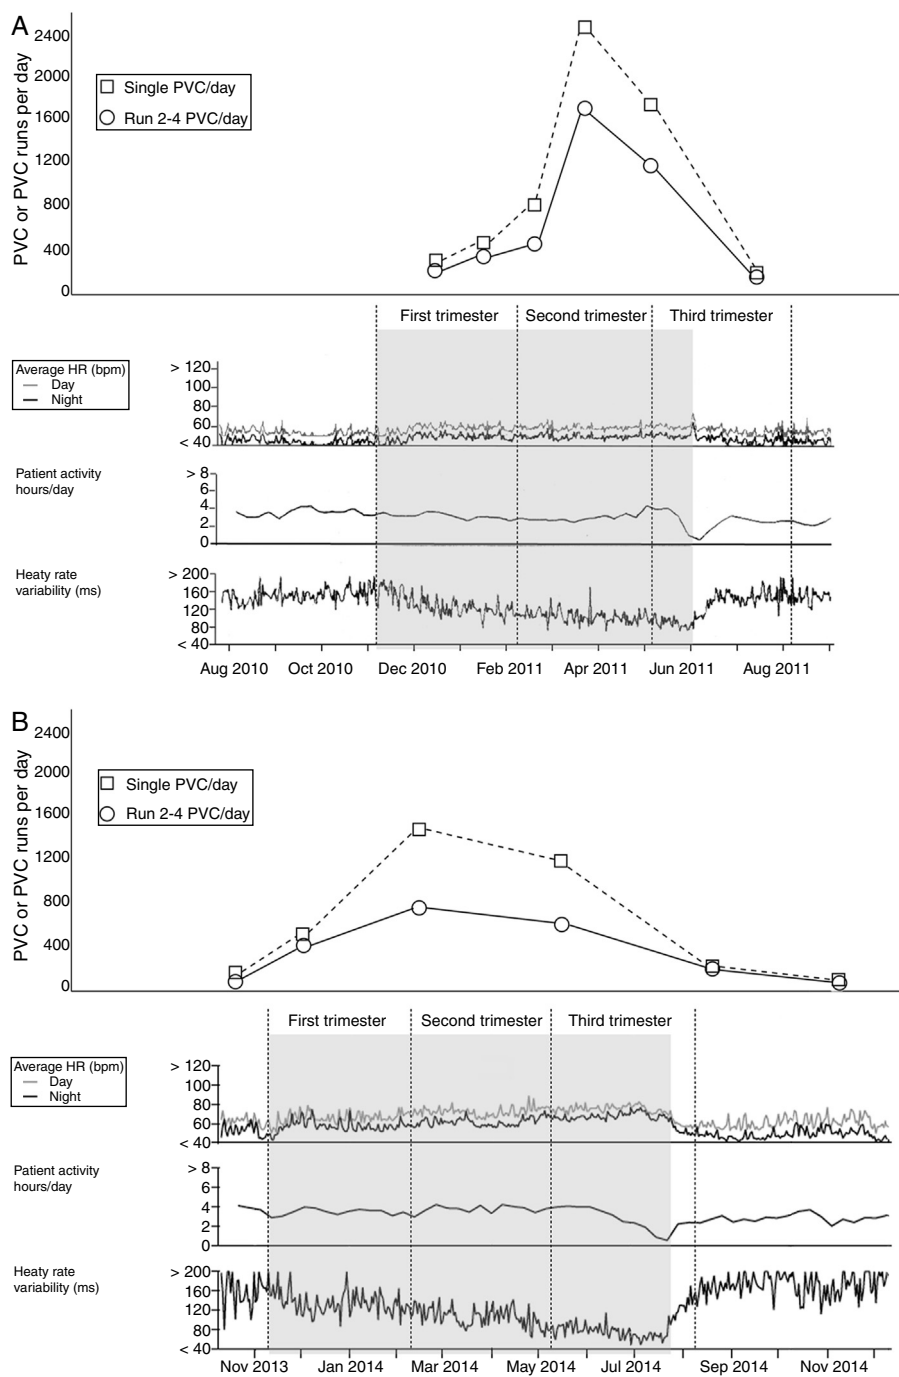 A
PVC or PVC runs per day
2400
2000
1600
1200
800
400
0
Single PVC/day
Run 2-4 PVC/day
First trimester Second trimester Third trimester
Average HR (bpm)
Day
Night
> 120
100
80
60
< 40
Patient activity
hours/day
> 8
6
4
2
0
Heaty rate
variability (ms)
> 200
160
120
80
< 40
Aug 2010 Oct 2010 Dec 2010 Feb 2011 Apr 2011 Jun 2011 Aug 2011
B
PVC or PVC runs per day
2400
2000
1600
1200
800
400
0
Single PVC/day
Run 2-4 PVC/day
First trimester Second trimester Third trimester
Average HR (bpm)
Day
Night
> 120
100
80
60
< 40
Patient activity
hours/day
> 8
6
4
2
0
Heaty rate
variability (ms)
> 200
160
120
80
< 40
Nov 2013 Jan 2014 Mar 2014 May 2014 Jul 2014 Sep 2014 Nov 2014